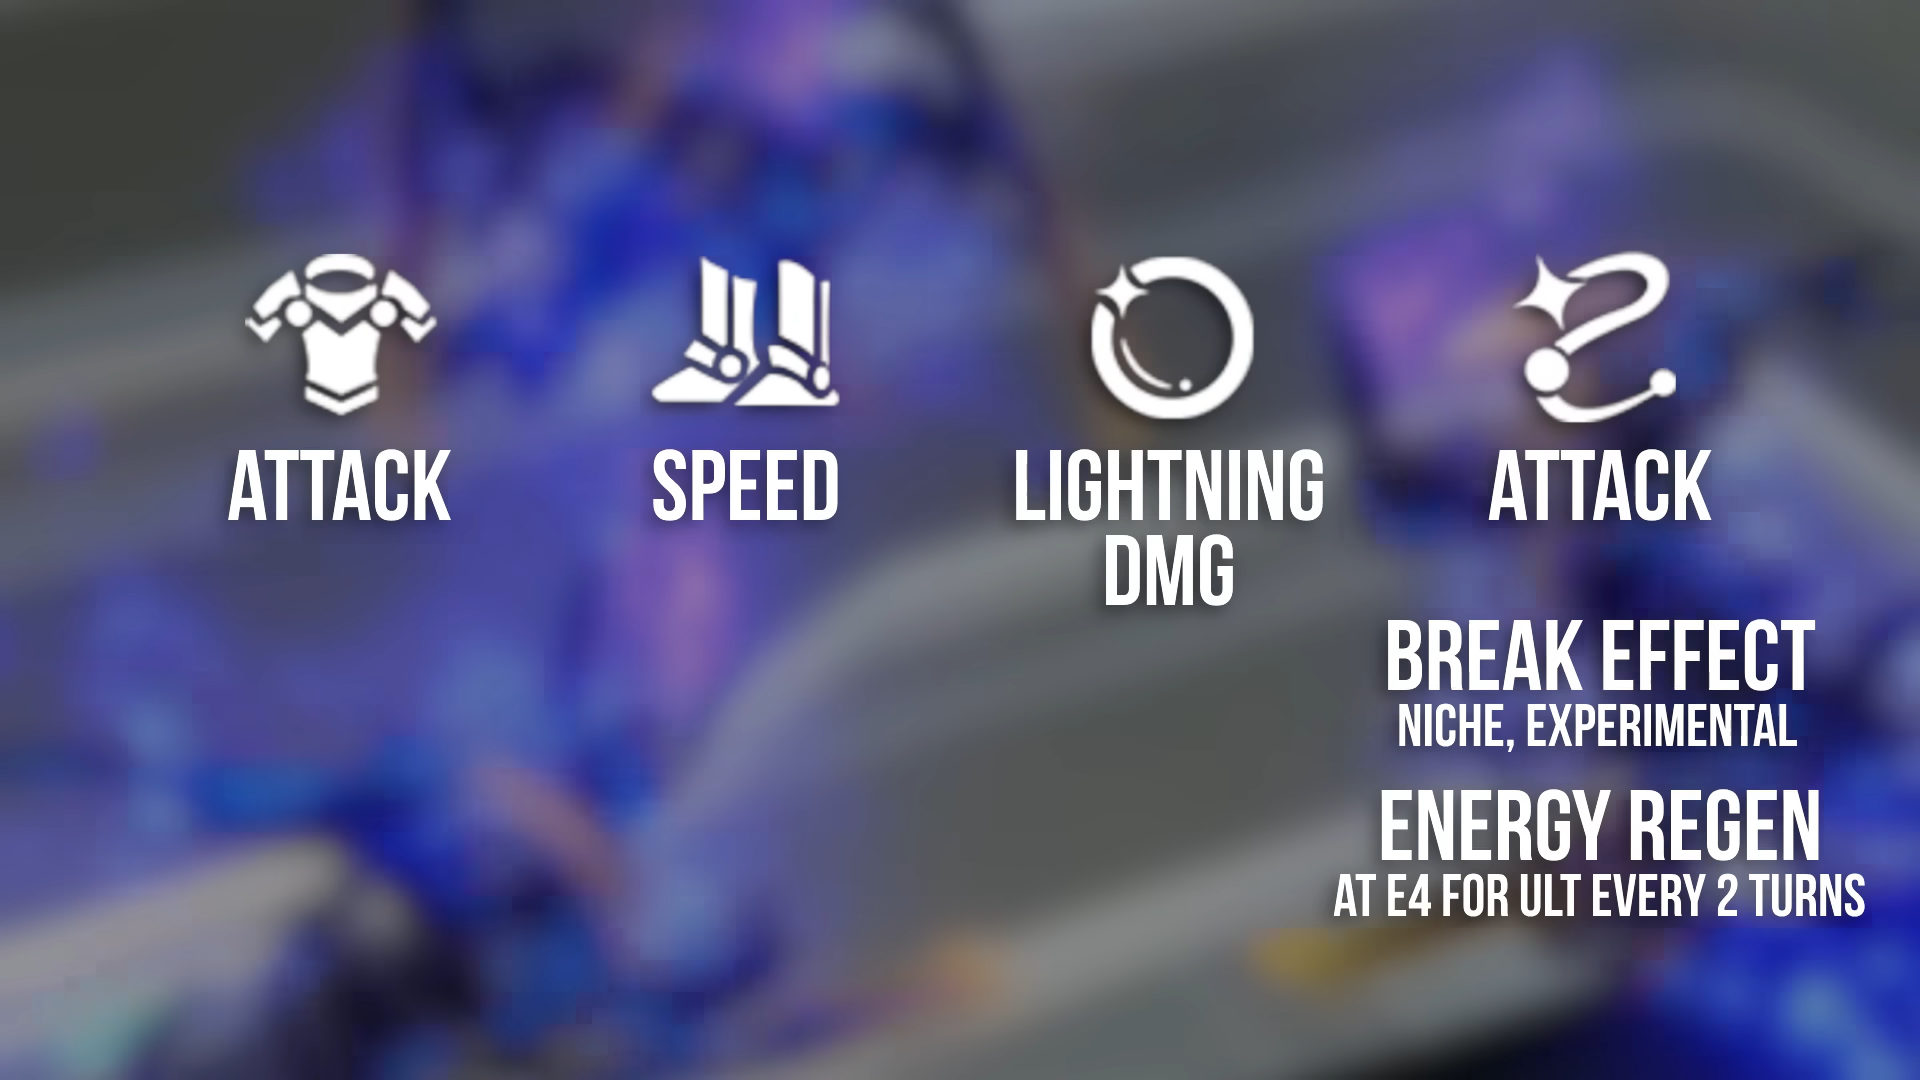 ATTACK
SPEED
LIGHTNING
DMG
ATTACK
BREAK EFFECT
NICHE, EXPERIMENTAL
ENERGY REGEN
AT E4 FOR ULT EVERY 2 TURNS